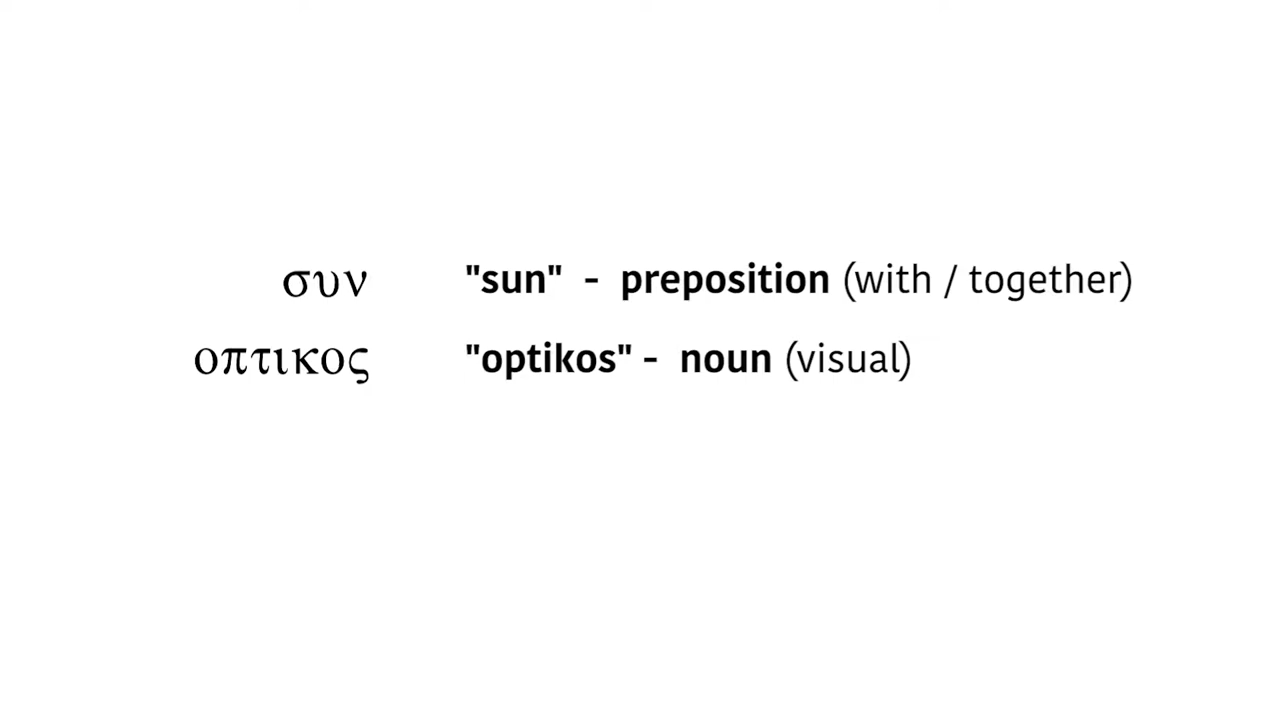 συν "sun" - preposition (with / together)
οπτικος "optikos" - noun (visual)